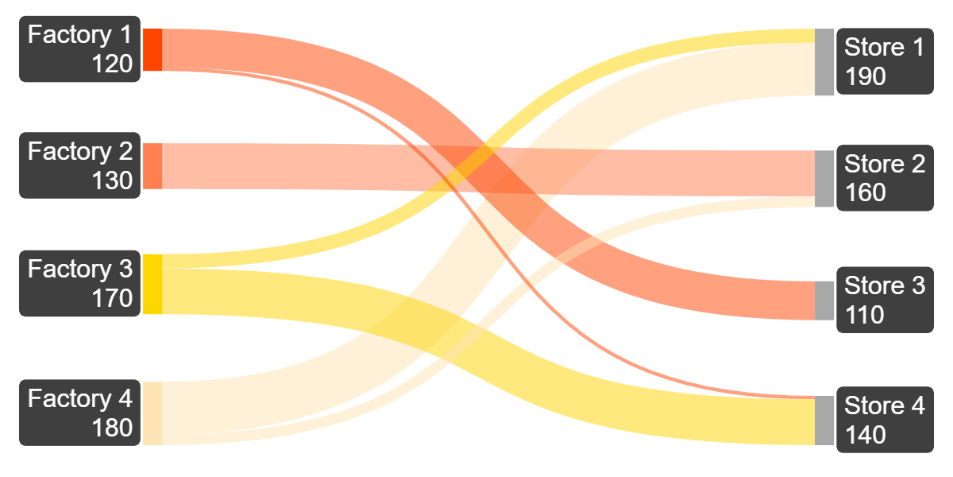 Factory 1
120
Factory 2
130
Factory 3
170
Factory 4
180
Store 1
190
Store 2
160
Store 3
110
Store 4
140